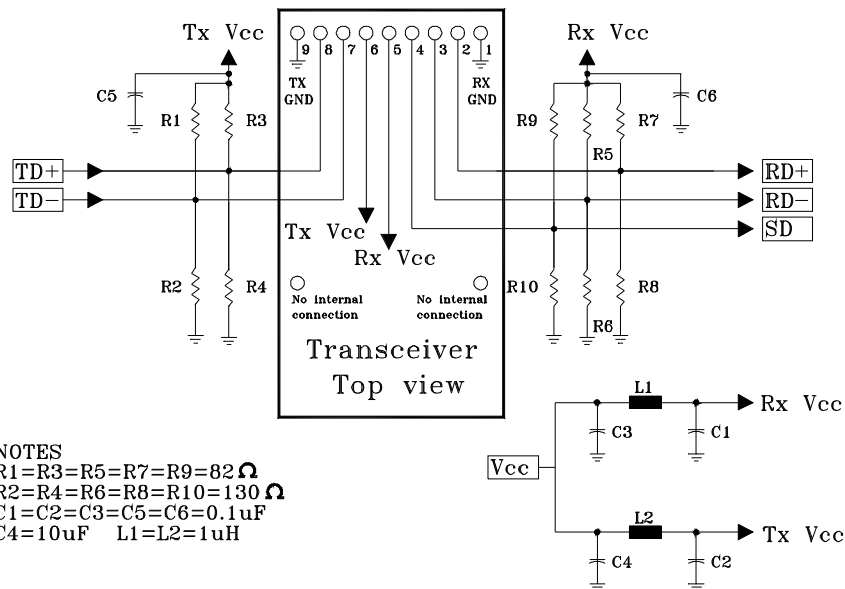 Tx Vcc
Rx Vcc
9 8 7 6 5 4 3 2 1
TX
GND
RX
GND
C5
C6
R1
R3
R9
R7
R5
TD+
RD+
TD-
RD-
SD
Tx Vcc
Rx Vcc
R2
R4
R10
R8
R6
No internal
connection
No internal
connection
Transceiver
Top view
L1
Rx Vcc
C3
C1
Vcc
L2
Tx Vcc
C4
C2
NOTES
R1=R3=R5=R7=R9=82Ω
R2=R4=R6=R8=R10=130Ω
C1=C2=C3=C5=C6=0.1uF
C4=10uF L1=L2=1uH